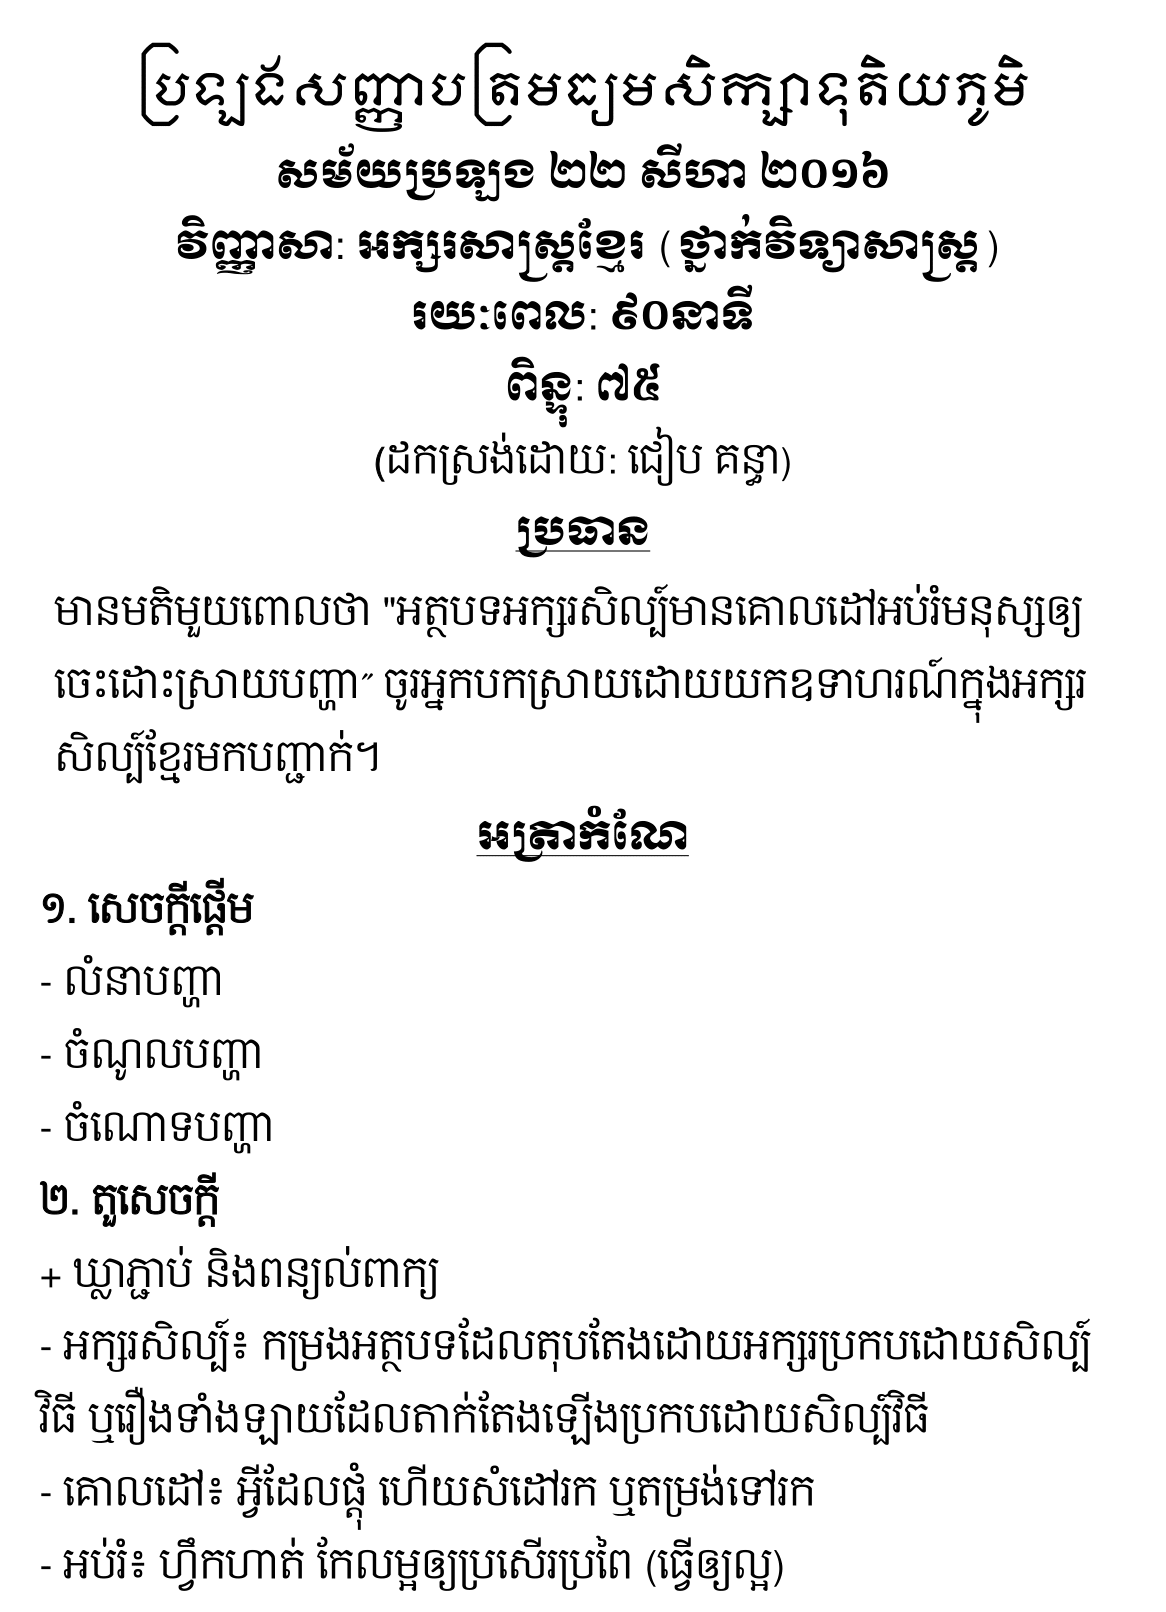 ប្រឡងសញ្ញាបត្រមធ្យមសិក្សាទុតិយភូមិ
សម័យប្រឡង ២២ សីហា ២០១៦
វិញ្ញាសា: អក្សរសាស្ត្រខ្មែរ (ថ្នាក់វិទ្យាសាស្ត្រ)
រយ:ពេល: ៩០នាទី
ពិន្ទុ: ៧៥
(ដកស្រង់ដោយ: ជៀប គន្ធា)
ប្រធាន
មានមតិមួយពោលថា "អត្ថបទអក្សរសិល្ប៍មានគោលដៅអប់រំមនុស្សឲ្យ
ចេះដោះស្រាយបញ្ហា" ចូរអ្នកបកស្រាយដោយយកឧទាហរណ៍ក្នុងអក្សរ
សិល្ប៍ខ្មែរមកបញ្ជាក់។
អត្រាកំណែ
១. សេចក្តីផ្តើម
- លំនាបញ្ហា
- ចំណូលបញ្ហា
- ចំណោទបញ្ហា
២. តួសេចក្តី
+ ឃ្លាភ្ជាប់ និងពន្យល់ពាក្យ
- អក្សរសិល្ប៍៖ កម្រងអត្ថបទដែលតុបតែងដោយអក្សរប្រកបដោយសិល្ប៍
វិធី ឬរឿងទាំងឡាយដែលតាក់តែងឡើងប្រកបដោយសិល្ប៍វិធី
- គោលដៅ៖ អ្វីដែលផ្តុំ ហើយសំដៅរក ឬតម្រង់ទៅរក
- អប់រំ៖ ហ្វឹកហាត់ កែលម្អឲ្យប្រសើរប្រពៃ (ធ្វើឲ្យល្អ)